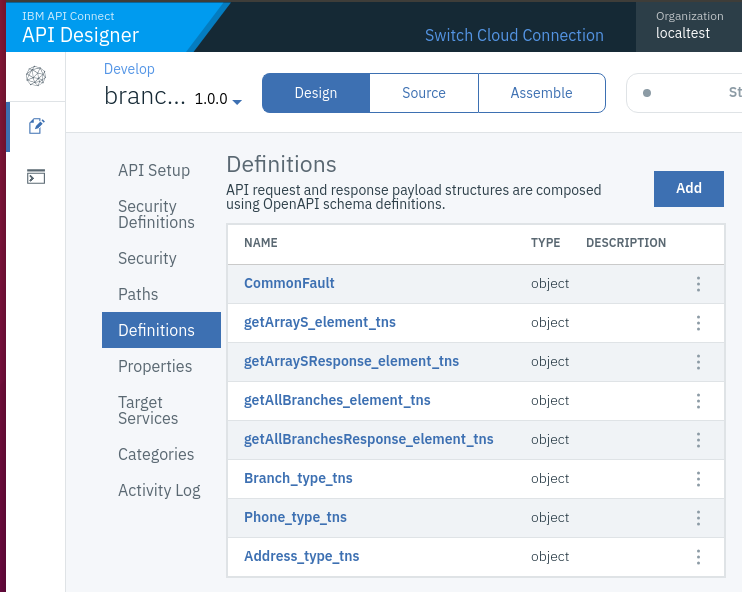 IBM API Connect
API Designer
Switch Cloud Connection
Organization
localtest
Develop
branc... 1.0.0
Design
Source
Assemble
API Setup
Security
Definitions
Security
Paths
Definitions
Properties
Target
Services
Categories
Activity Log
Definitions
API request and response payload structures are composed
using OpenAPI schema definitions.
Add
NAME TYPE DESCRIPTION
CommonFault object
getArrayS_element_tns object
getArraySResponse_element_tns object
getAllBranches_element_tns object
getAllBranchesResponse_element_tns object
Branch_type_tns object
Phone_type_tns object
Address_type_tns object